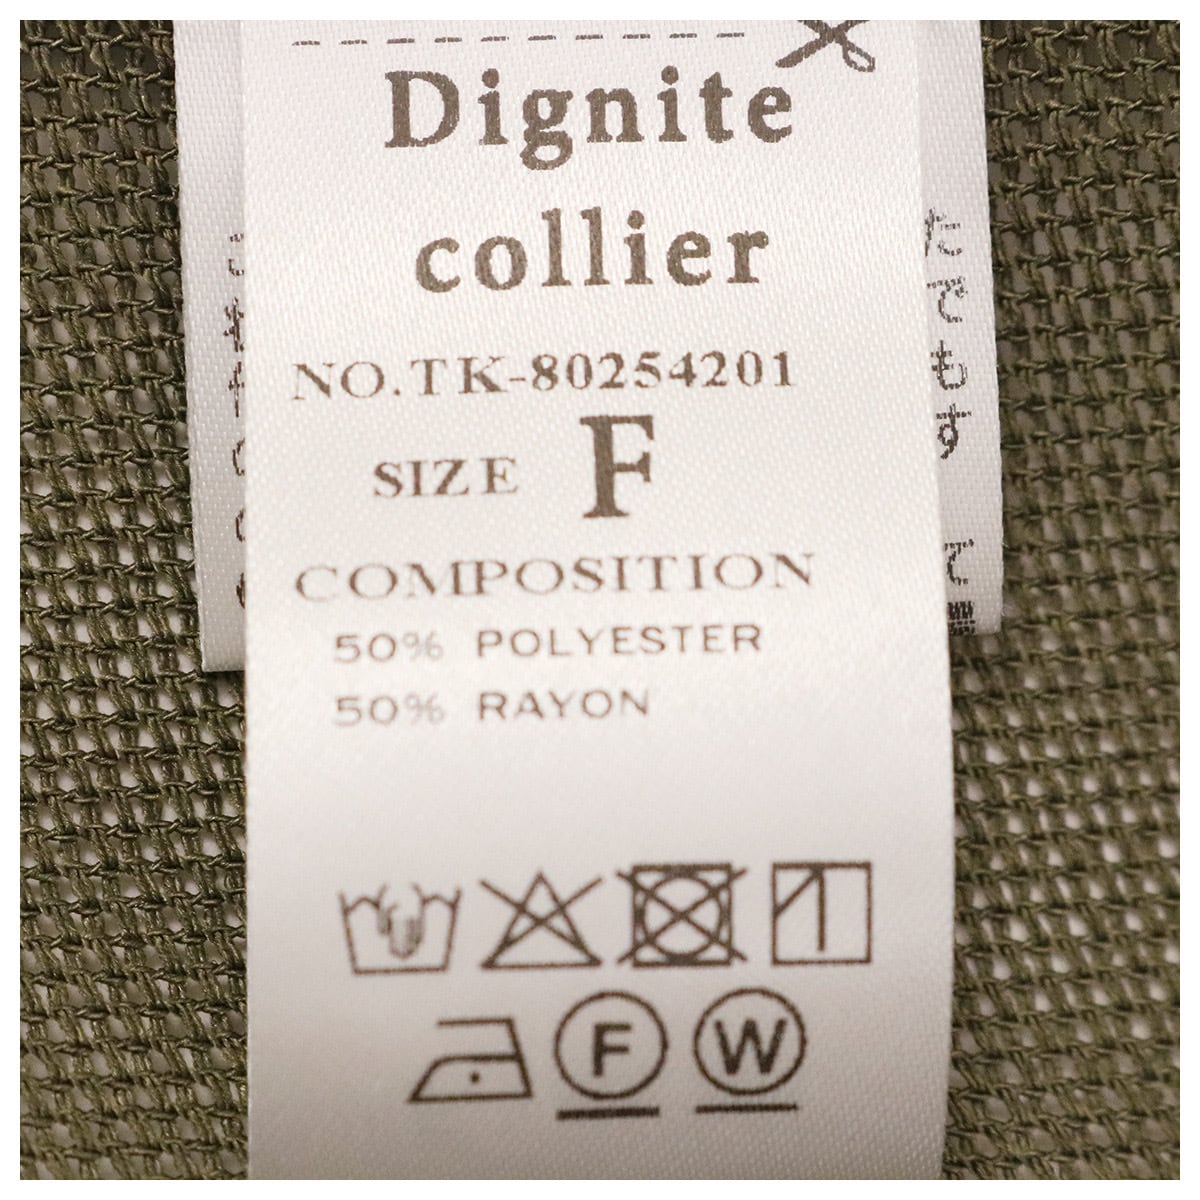 Dignite
collier
NO.TK-80254201
SIZE F
COMPOSITION
50% POLYESTER
50% RAYON
F
W